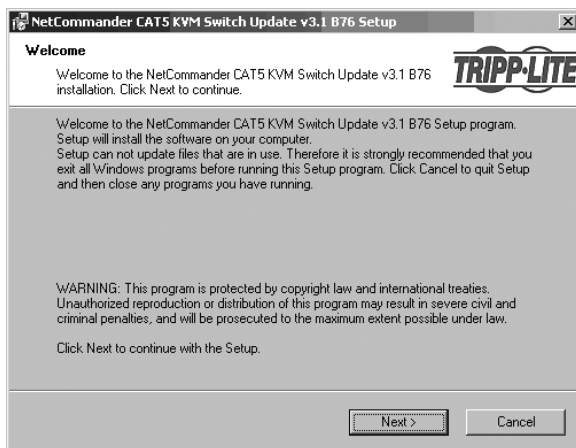 NetCommander CAT5 KVM Switch Update v3.1 B76 Setup
Welcome
Welcome to the NetCommander CAT5 KVM Switch Update v3.1 B76
installation. Click Next to continue.
TRIPP·LITE
Welcome to the NetCommander CAT5 KVM Switch Update v3.1 B76 Setup program.
Setup will install the software on your computer.
Setup can not update files that are in use. Therefore it is strongly recommended that you
exit all Windows programs before running this Setup program. Click Cancel to quit Setup
and then close any programs you have running.
WARNING: This program is protected by copyright law and international treaties.
Unauthorized reproduction or distribution of this program may result in severe civil and
criminal penalties, and will be prosecuted to the maximum extent possible under law.
Click Next to continue with the Setup.
Next >
Cancel